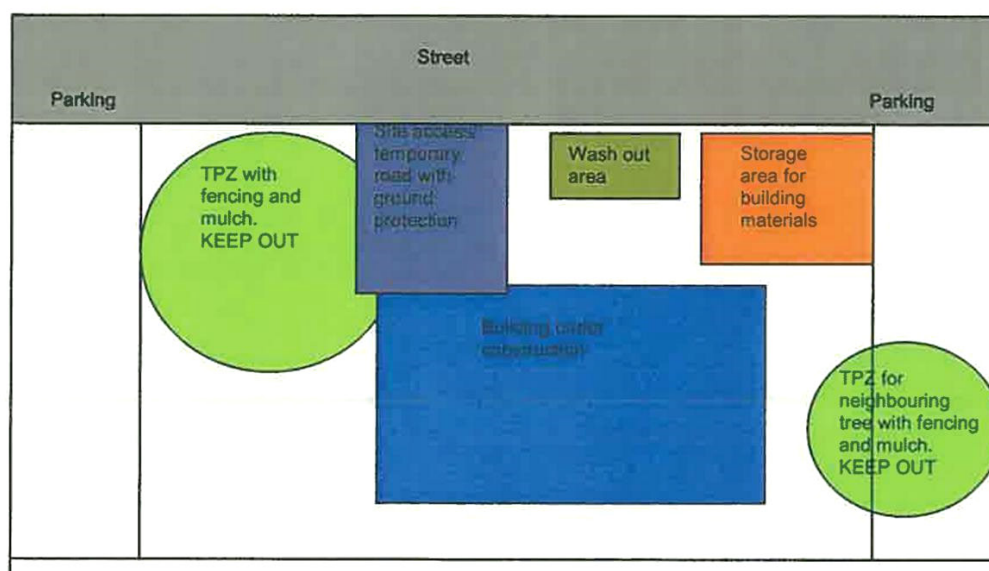 Street
Parking
Parking
TPZ with
fencing and
mulch.
KEEP OUT
Site access
temporary
road with
ground
protection
Wash out
area
Storage
area for
building
materials
Building under
construction
TPZ for
neighbouring
tree with fencing
and mulch.
KEEP OUT